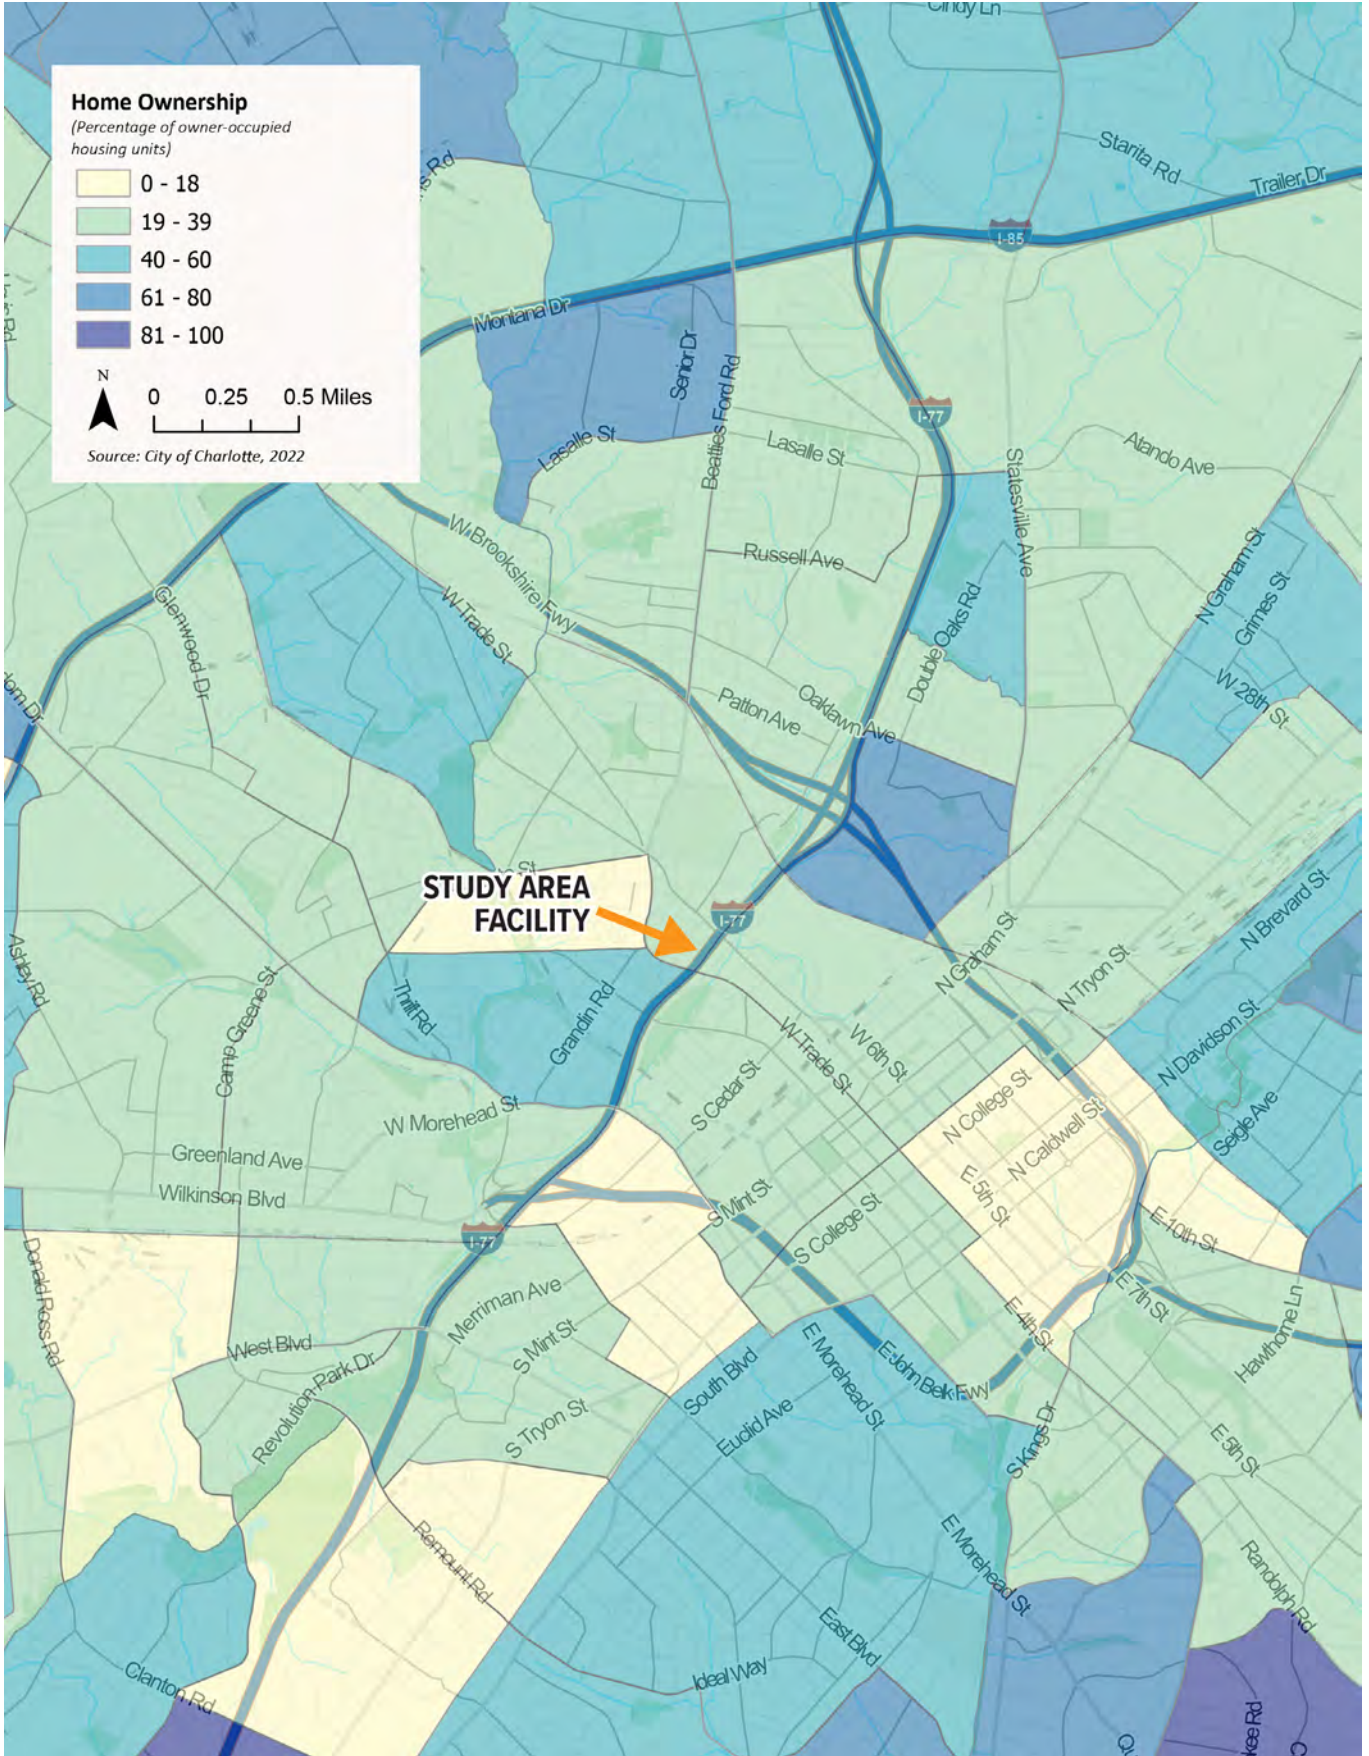 Cindy Ln
Home Ownership
(Percentage of owner-occupied
housing units)
0 - 18
19 - 39
40 - 60
61 - 80
81 - 100
N
0 0.25 0.5 Miles
Source: City of Charlotte, 2022
Starita Rd
Trailer Dr
I-85
Montana Dr
Senior Dr
Beatties Ford Rd
I-77
Lasalle St
Lasalle St
Statesville Ave
Atando Ave
W Brookshire Fwy
Russell Ave
N Graham St
Grimes St
Glenwood Dr
W Trade St
Double Oaks Rd
W 28th St
Patton Ave
Oaklawn Ave
STUDY AREA
FACILITY
I-77
N Brevard St
Ashley Rd
Camp Greene St
Thrift Rd
Grandin Rd
N Graham St
N Tryon St
W Trade St
W 6th St
N Davidson St
S Cedar St
N College St
N Caldwell St
Seigle Ave
W Morehead St
Greenland Ave
Wilkinson Blvd
E 5th St
S Mint St
S College St
E 10th St
I-77
Donald Ross Rd
Merriman Ave
E 7th St
Hawthorne Ln
West Blvd
S Mint St
E 4th St
Revolution Park Dr
South Blvd
E Morehead St
E John Belk Fwy
Euclid Ave
S Tryon St
S Kings Dr
E 5th St
Remount Rd
E Morehead St
Randolph Rd
East Blvd
Ideal Way
Clanton Rd